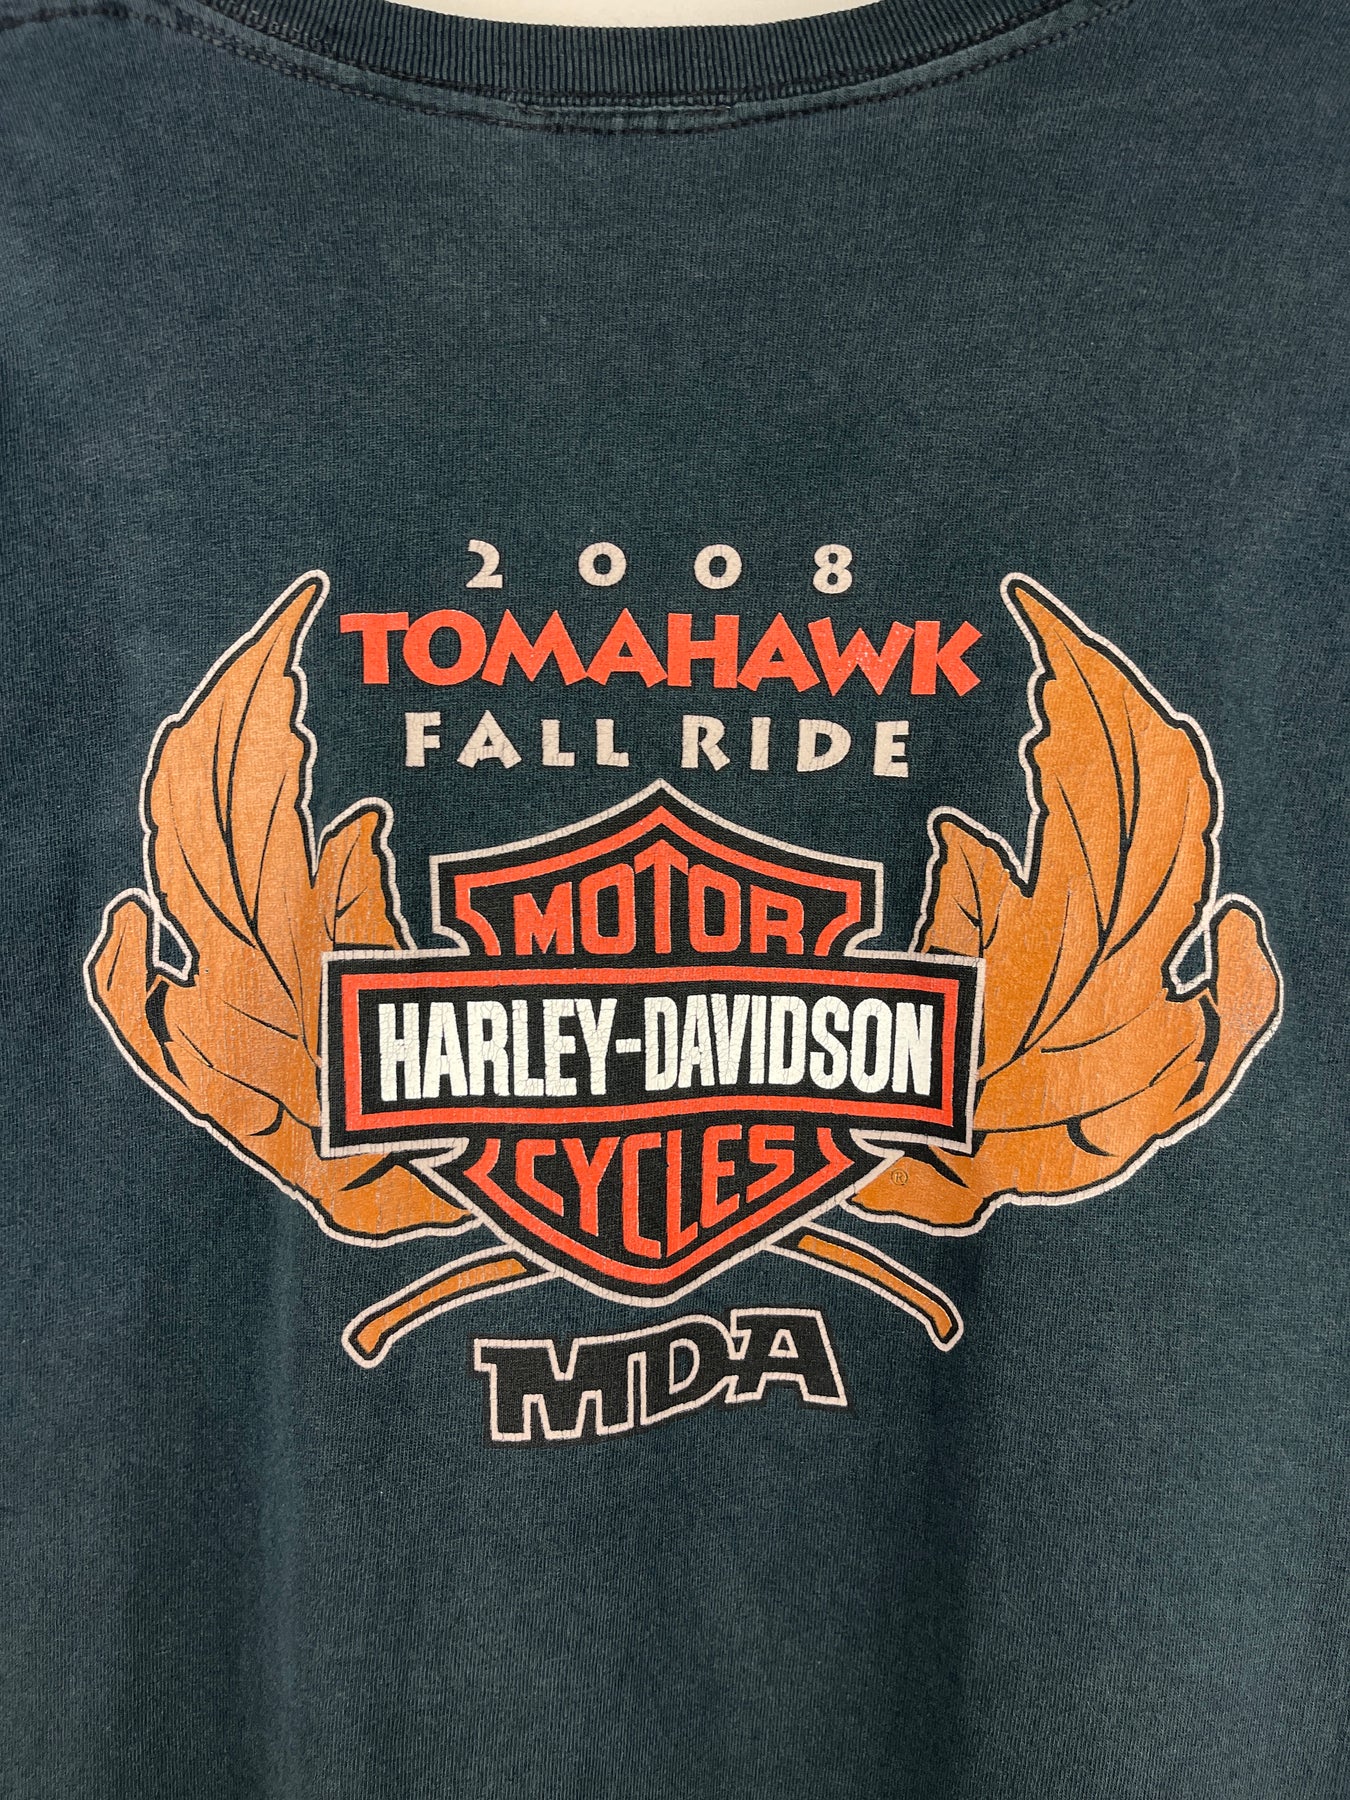 2008
TOMAHAWK
FALL RIDE
MOTOR
HARLEY-DAVIDSON
CYCLES
®
MDA